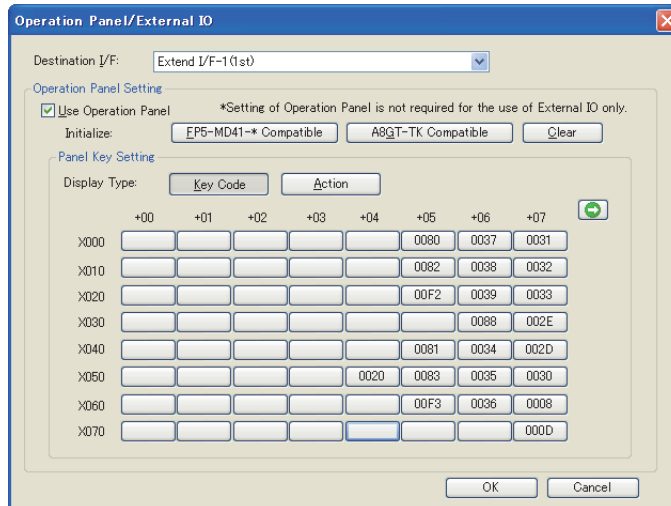 Operation Panel/External IO
Destination I/F: Extend I/F-1(1st)
Operation Panel Setting
Use Operation Panel *Setting of Operation Panel is not required for the use of External IO only.
Initialize: FP5-MD41-* Compatible A8GT-TK Compatible Clear
Panel Key Setting
Display Type: Key Code Action
+00 +01 +02 +03 +04 +05 +06 +07
X000 0080 0037 0031
X010 0082 0038 0032
X020 00F2 0039 0033
X030 0088 002E
X040 0081 0034 002D
X050 0020 0083 0035 0030
X060 00F3 0036 0008
X070 000D
OK Cancel